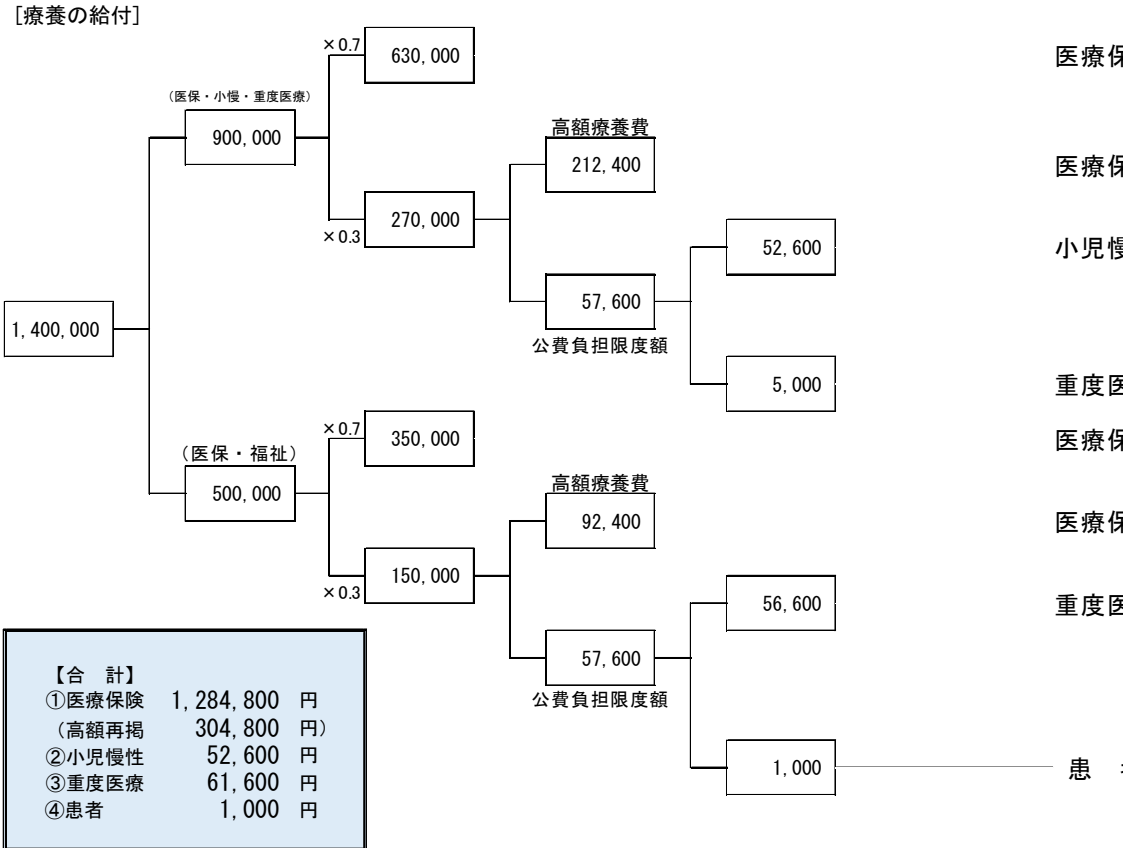 [療養の給付]
×0.7
630,000
医療保
(医保・小慢・重度医療)
900,000
高額療養費
212,400
医療保
270,000
×0.3
52,600
小児慢
57,600
公費負担限度額
1,400,000
5,000
重度医
×0.7
350,000
医療保
(医保・福祉)
500,000
高額療養費
92,400
医療保
150,000
×0.3
56,600
重度医
57,600
公費負担限度額
1,000
患
【合 計】
①医療保険 1,284,800 円
(高額再掲 304,800 円)
②小児慢性 52,600 円
③重度医療 61,600 円
④患者 1,000 円